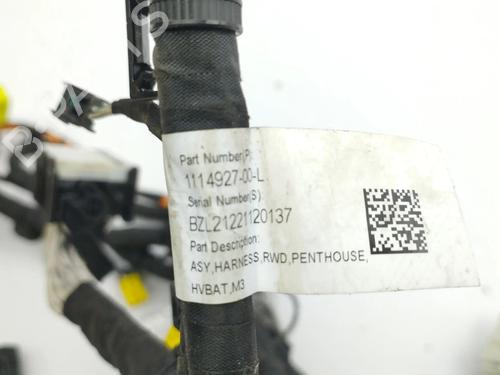 Part Number(P):
1114927-00-L
Serial Number(S):
BZL21221120137
Part Description:
ASY,HARNESS,RWD,PENTHOUSE,
HVBAT,M3